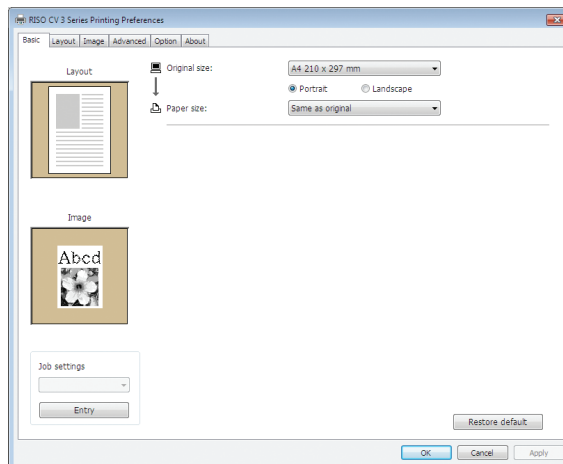 RISO CV 3 Series Printing Preferences
Basic Layout Image Advanced Option About
Layout
Original size: A4 210 x 297 mm
Portrait Landscape
Paper size: Same as original
Image
Abcd
Job settings
Entry
Restore default
OK Cancel Apply